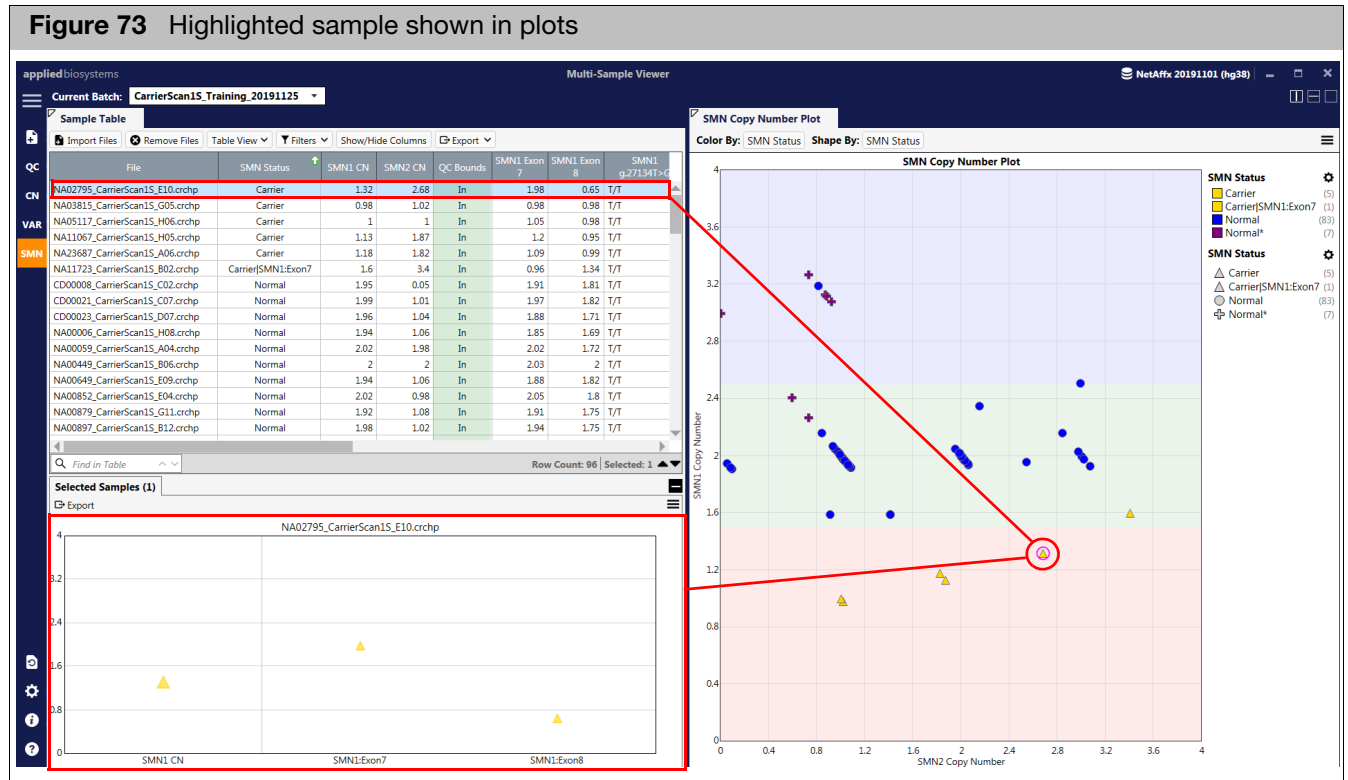 Figure 73 Highlighted sample shown in plots
appliedbiosystems Multi-Sample Viewer NetAffx 20191101 (hg38)
Current Batch: CarrierScan1S_Training_20191125
Sample Table
Import Files Remove Files Table View Filters Show/Hide Columns Export
File SMN Status SMN1 CN SMN2 CN QC Bounds SMN1 Exon 7 SMN1 Exon 8 SMN1 g.27134T>G
NA02795_CarrierScan1S_E10.crchp Carrier 1.32 2.68 In 1.98 0.65 T/T
NA03815_CarrierScan1S_G05.crchp Carrier 0.98 1.02 In 0.98 0.98 T/T
NA05117_CarrierScan1S_H06.crchp Carrier 1 1 In 1.05 0.98 T/T
NA11067_CarrierScan1S_H05.crchp Carrier 1.13 1.87 In 1.2 0.95 T/T
NA23687_CarrierScan1S_A06.crchp Carrier 1.18 1.82 In 1.09 0.99 T/T
NA11723_CarrierScan1S_B02.crchp Carrier|SMN1:Exon7 1.6 3.4 In 0.96 1.34 T/T
CD00008_CarrierScan1S_C02.crchp Normal 1.95 0.05 In 1.91 1.81 T/T
CD00021_CarrierScan1S_C07.crchp Normal 1.99 1.01 In 1.97 1.82 T/T
CD00023_CarrierScan1S_D07.crchp Normal 1.96 1.04 In 1.88 1.71 T/T
NA00006_CarrierScan1S_H08.crchp Normal 1.94 1.06 In 1.85 1.69 T/T
NA00059_CarrierScan1S_A04.crchp Normal 2.02 1.98 In 2.02 1.72 T/T
NA00449_CarrierScan1S_B06.crchp Normal 2 2 In 2.03 2 T/T
NA00649_CarrierScan1S_E09.crchp Normal 1.94 1.06 In 1.88 1.82 T/T
NA00852_CarrierScan1S_E04.crchp Normal 2.02 0.98 In 2.05 1.8 T/T
NA00879_CarrierScan1S_G11.crchp Normal 1.92 1.08 In 1.91 1.75 T/T
NA00897_CarrierScan1S_B12.crchp Normal 1.98 1.02 In 1.94 1.75 T/T
Find in Table Row Count: 96 Selected: 1
QC
CN
VAR
SMN
Selected Samples (1)
Export
NA02795_CarrierScan1S_E10.crchp
4
3.2
2.4
1.6
0.8
0
SMN1 CN SMN1:Exon7 SMN1:Exon8
SMN Copy Number Plot
Color By: SMN Status Shape By: SMN Status
SMN Copy Number Plot
SMN1 Copy Number
4
3.6
3.2
2.8
2.4
2
1.6
1.2
0.8
0.4
0
0 0.4 0.8 1.2 1.6 2 2.4 2.8 3.2 3.6 4
SMN2 Copy Number
SMN Status
Carrier (5)
Carrier|SMN1:Exon7 (1)
Normal (83)
Normal* (7)
SMN Status
Carrier (5)
Carrier|SMN1:Exon7 (1)
Normal (83)
Normal* (7)